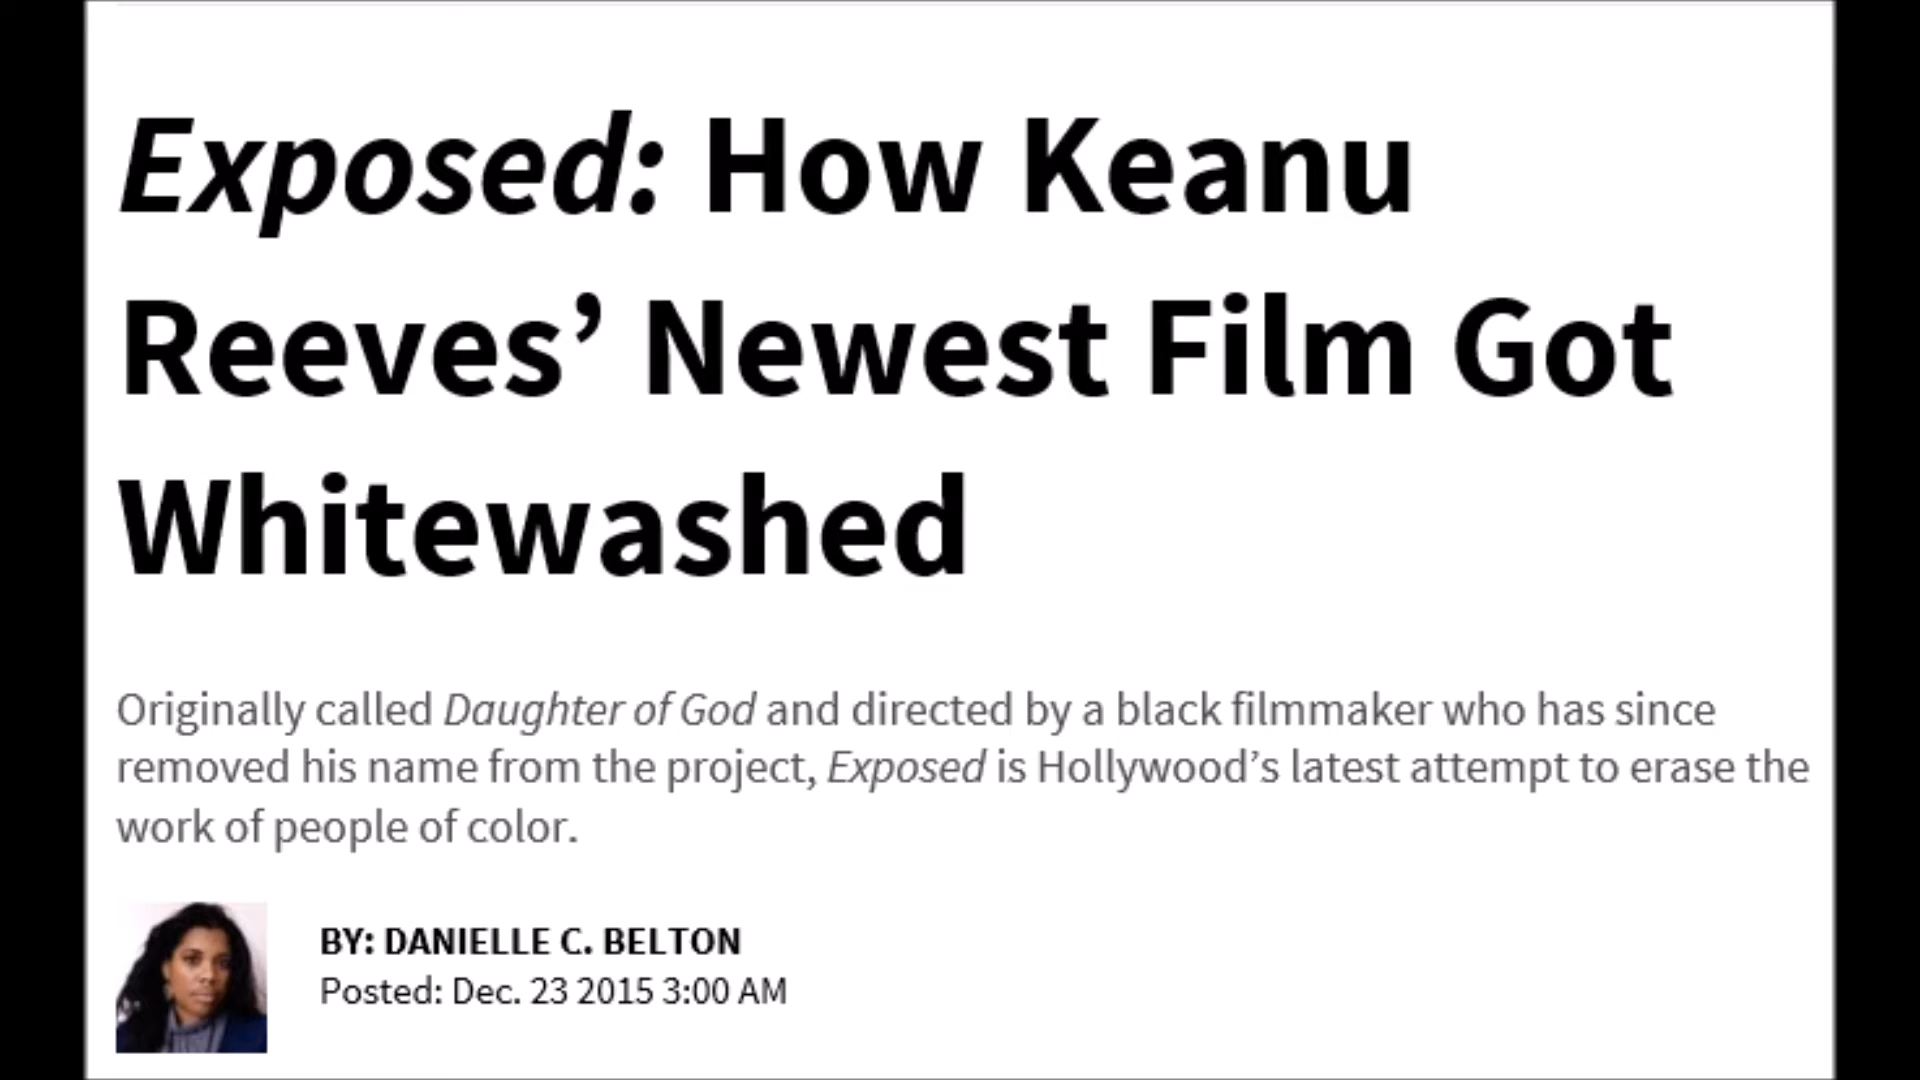 Exposed: How Keanu
Reeves’ Newest Film Got
Whitewashed
Originally called Daughter of God and directed by a black filmmaker who has since
removed his name from the project, Exposed is Hollywood’s latest attempt to erase the
work of people of color.
BY: DANIELLE C. BELTON
Posted: Dec. 23 2015 3:00 AM